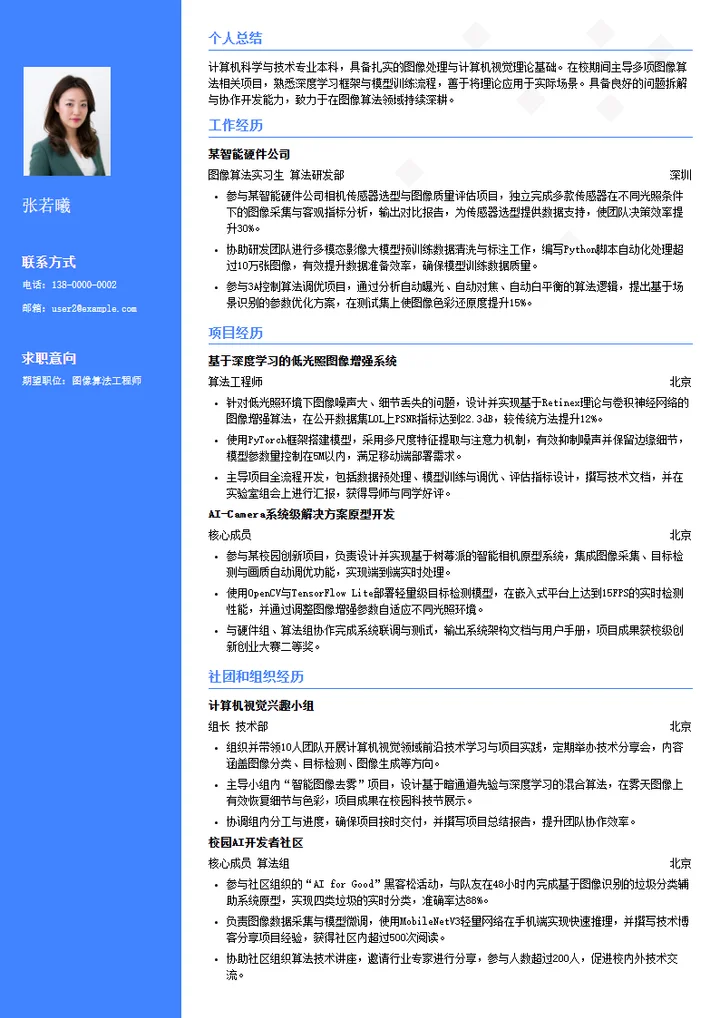 张若曦
联系方式
电话：138-0000-0002
邮箱：user2@example.com
求职意向
期望职位：图像算法工程师
个人总结
计算机科学与技术专业本科，具备扎实的图像处理与计算机视觉理论基础。在校期间主导多项图像算
法相关项目，熟悉深度学习框架与模型训练流程，善于将理论应用于实际场景。具备良好的问题拆解
与协作开发能力，致力于在图像算法领域持续深耕。
工作经历
某智能硬件公司
图像算法实习生 算法研发部 深圳
• 参与某智能硬件公司相机传感器选型与图像质量评估项目，独立完成多款传感器在不同光照条件
下的图像采集与客观指标分析，输出对比报告，为传感器选型提供数据支持，使团队决策效率提
升30%。
• 协助研发团队进行多模态影像大模型预训练数据清洗与标注工作，编写Python脚本自动化处理超
过10万张图像，有效提升数据准备效率，确保模型训练数据质量。
• 参与3A控制算法调优项目，通过分析自动曝光、自动对焦、自动白平衡的算法逻辑，提出基于场
景识别的参数优化方案，在测试集上使图像色彩还原度提升15%。
项目经历
基于深度学习的低光照图像增强系统
算法工程师 北京
• 针对低光照环境下图像噪声大、细节丢失的问题，设计并实现基于Retinex理论与卷积神经网络的
图像增强算法，在公开数据集LOL上PSNR指标达到22.3dB，较传统方法提升12%。
• 使用PyTorch框架搭建模型，采用多尺度特征提取与注意力机制，有效抑制噪声并保留边缘细节，
模型参数量控制在5M以内，满足移动端部署需求。
• 主导项目全流程开发，包括数据预处理、模型训练与调优、评估指标设计，撰写技术文档，并在
实验室组会上进行汇报，获得导师与同学好评。
AI-Camera系统级解决方案原型开发
核心成员 北京
• 参与某校园创新项目，负责设计并实现基于树莓派的智能相机原型系统，集成图像采集、目标检
测与画质自动调优功能，实现端到端实时处理。
• 使用OpenCV与TensorFlow Lite部署轻量级目标检测模型，在嵌入式平台上达到15FPS的实时检测
性能，并通过调整图像增强参数自适应不同光照环境。
• 与硬件组、算法组协作完成系统联调与测试，输出系统架构文档与用户手册，项目成果获校级创
新创业大赛二等奖。
社团和组织经历
计算机视觉兴趣小组
组长 技术部 北京
• 组织并带领10人团队开展计算机视觉领域前沿技术学习与项目实践，定期举办技术分享会，内容
涵盖图像分类、目标检测、图像生成等方向。
• 主导小组内“智能图像去雾”项目，设计基于暗通道先验与深度学习的混合算法，在雾天图像上
有效恢复细节与色彩，项目成果在校园科技节展示。
• 协调组内分工与进度，确保项目按时交付，并撰写项目总结报告，提升团队协作效率。
校园AI开发者社区
核心成员 算法组 北京
• 参与社区组织的“AI for Good”黑客松活动，与队友在48小时内完成基于图像识别的垃圾分类辅
助系统原型，实现四类垃圾的实时分类，准确率达88%。
• 负责图像数据采集与模型微调，使用MobileNetV3轻量网络在手机端实现快速推理，并撰写技术博
客分享项目经验，获得社区内超过500次阅读。
• 协助社区组织算法技术讲座，邀请行业专家进行分享，参与人数超过200人，促进校内外技术交
流。